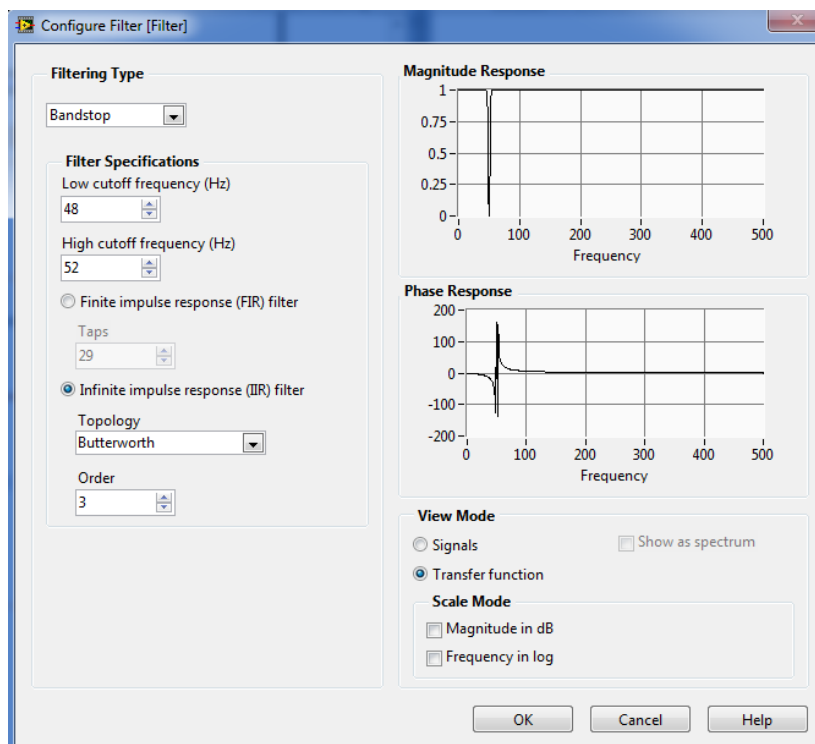 Configure Filter [Filter]
Filtering Type
Bandstop
Filter Specifications
Low cutoff frequency (Hz)
48
High cutoff frequency (Hz)
52
Finite impulse response (FIR) filter
Taps
29
Infinite impulse response (IIR) filter
Topology
Butterworth
Order
3
Magnitude Response
1
0.75
0.5
0.25
0
0 100 200 300 400 500
Frequency
Phase Response
200
100
0
-100
-200
0 100 200 300 400 500
Frequency
View Mode
Signals
Show as spectrum
Transfer function
Scale Mode
Magnitude in dB
Frequency in log
OK Cancel Help